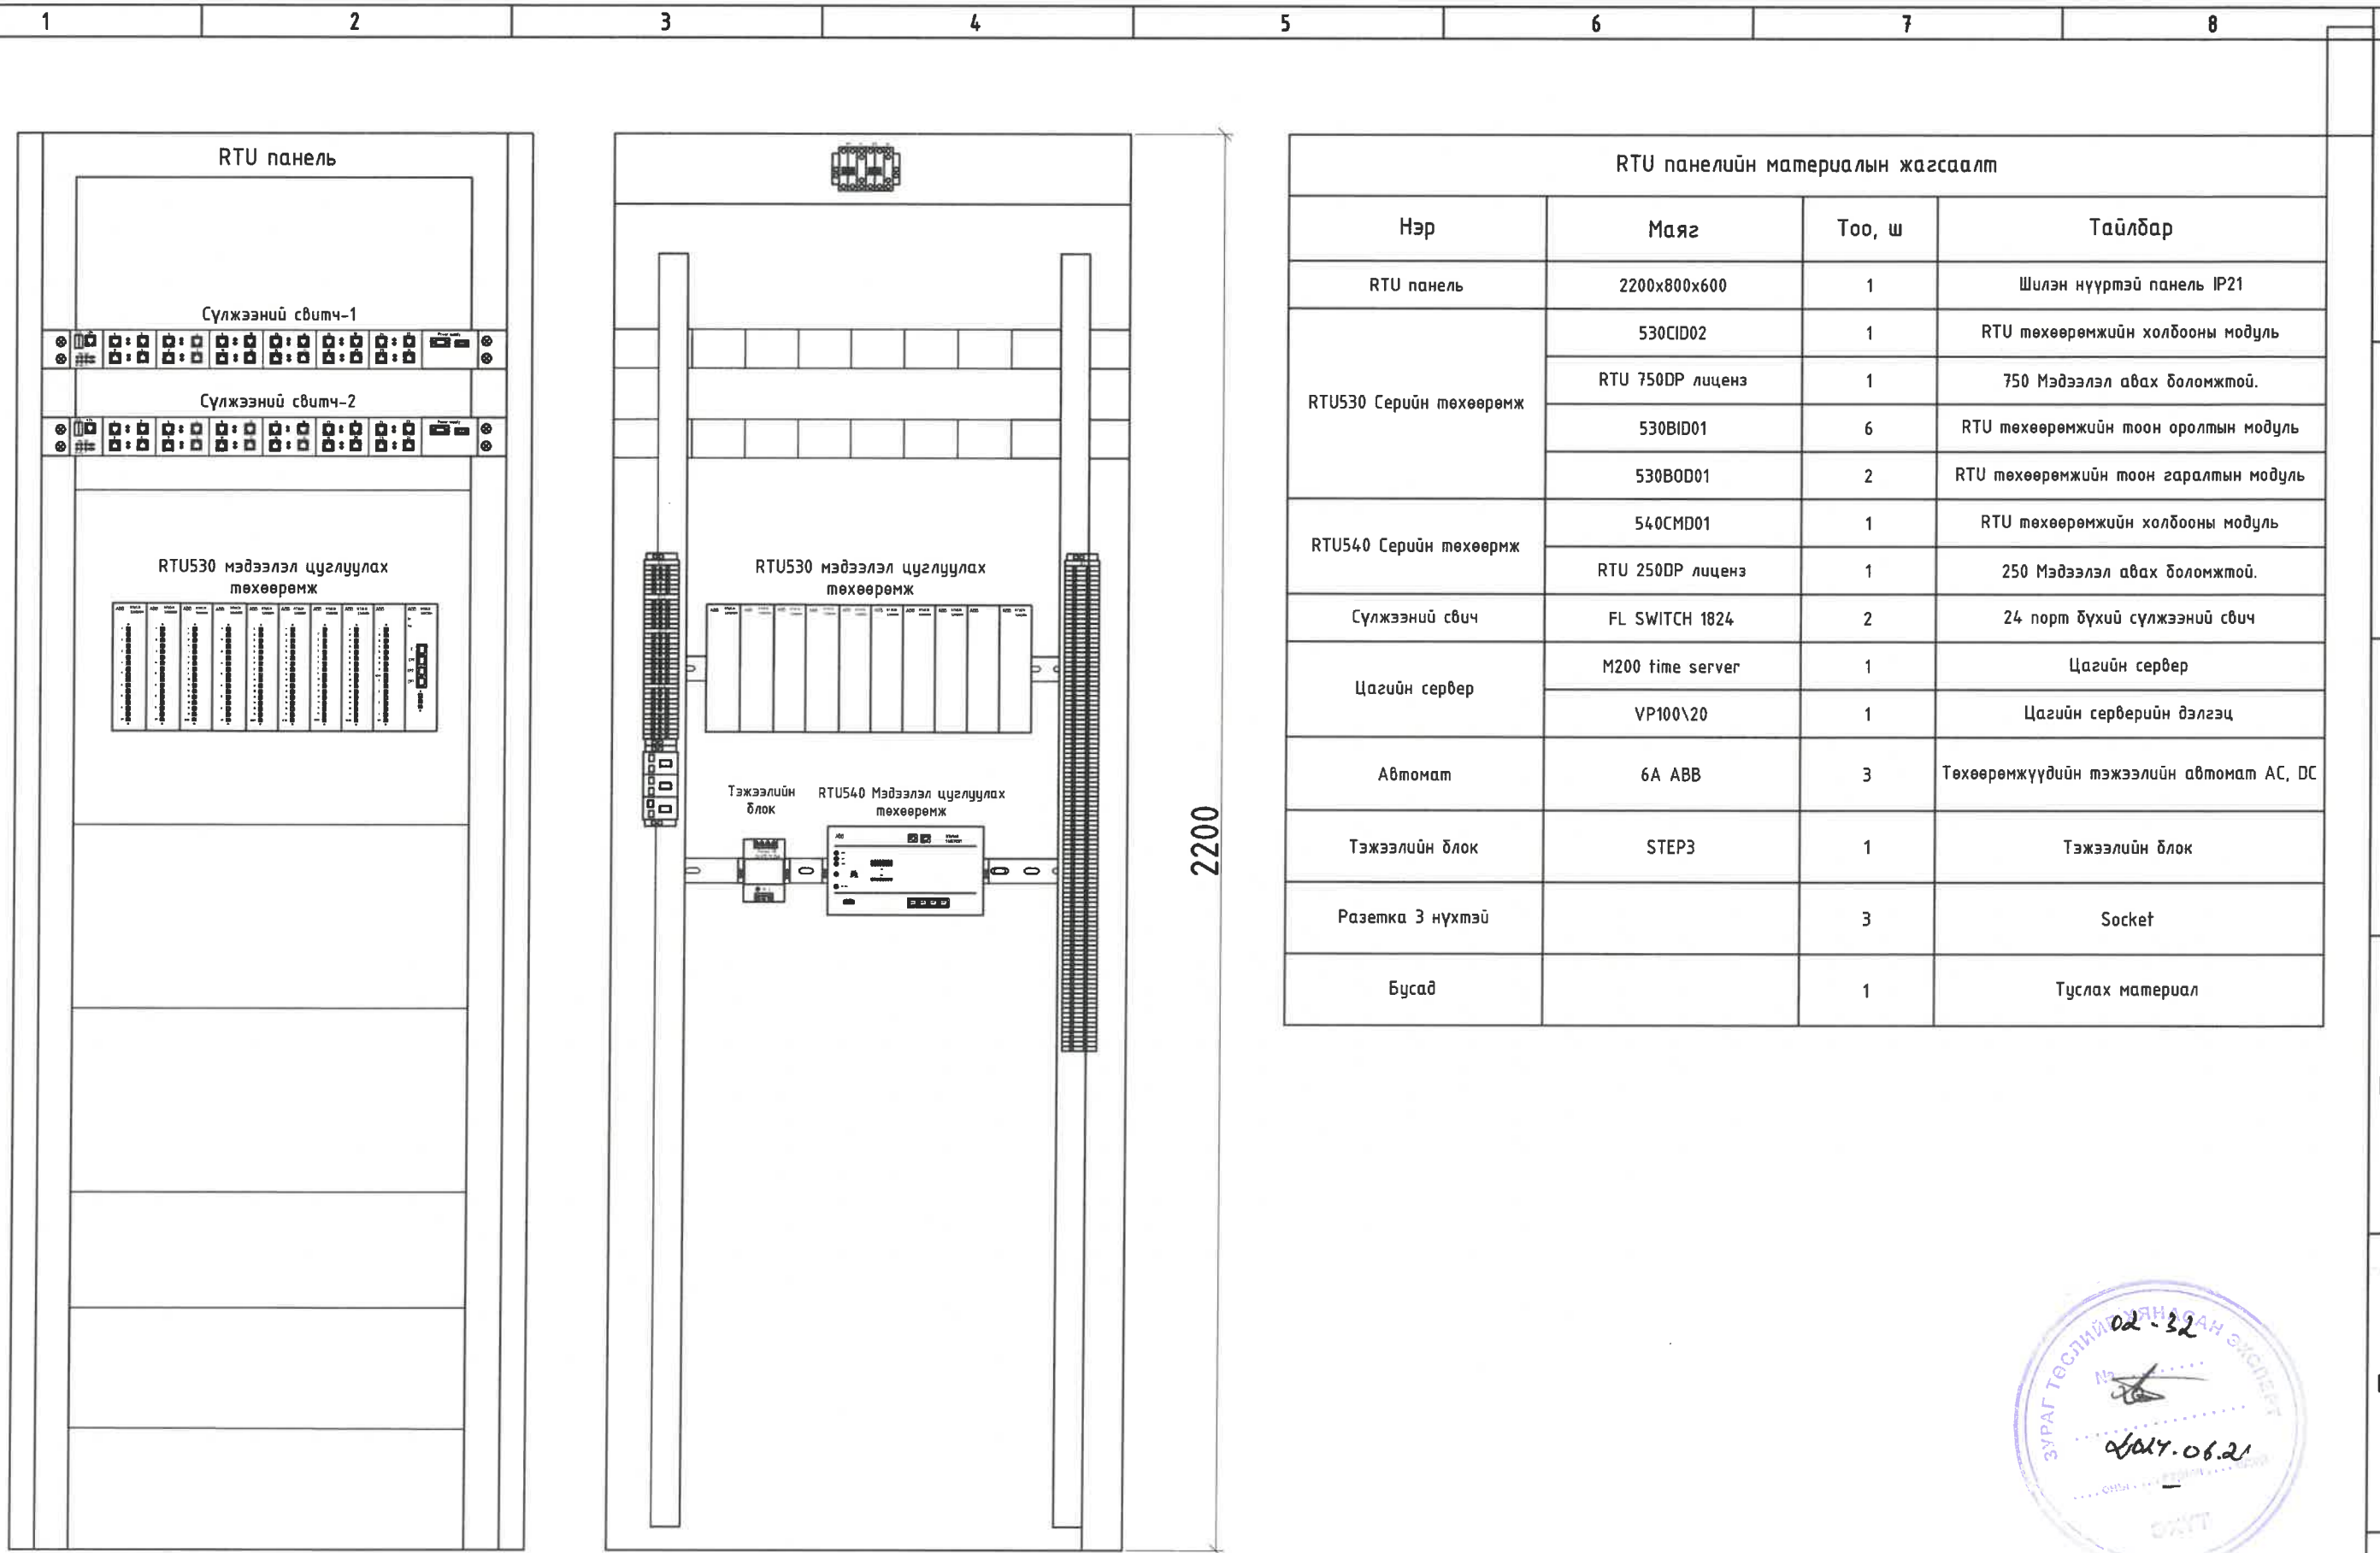 1 2 3 4 5 6 7 8
RTU панель
Сүлжээний свитч-1
Сүлжээний свитч-2
RTU530 мэдээлэл цуглуулах
төхөөрөмж
RTU530 мэдээлэл цуглуулах
төхөөрөмж
Тэжээлийн
блок
RTU540 Мэдээлэл цуглуулах
төхөөрөмж
2200
RTU панелийн материалын жагсаалт
Нэр Маяг Тоо, ш Тайлбар
RTU панель 2200x800x600 1 Шилэн нүүртэй панель IP21
RTU530 Серийн төхөөрөмж
530CID02 1 RTU төхөөрөмжийн холбооны модуль
RTU 750DP лиценз 1 750 Мэдээлэл авах боломжтой.
530BID01 6 RTU төхөөрөмжийн тоон оролтын модуль
530BOD01 2 RTU төхөөрөмжийн тоон гаралтын модуль
RTU540 Серийн төхөөрмж
540CMD01 1 RTU төхөөрөмжийн холбооны модуль
RTU 250DP лиценз 1 250 Мэдээлэл авах боломжтой.
Сүлжээний свич FL SWITCH 1824 2 24 порт бүхий сүлжээний свич
Цагийн сервер
M200 time server 1 Цагийн сервер
VP100\20 1 Цагийн серверийн дэлгэц
Автомат 6A ABB 3 Төхөөрөмжүүдийн тэжээлийн автомат AC, DC
Тэжээлийн блок STEP3 1 Тэжээлийн блок
Разетка 3 нүхтэй 3 Socket
Бусад 1 Туслах материал
ЗУРАГ ТӨСЛИЙГ ХЯНАСАН ЭКСПЕРТ
02-32
№
2024.06.21